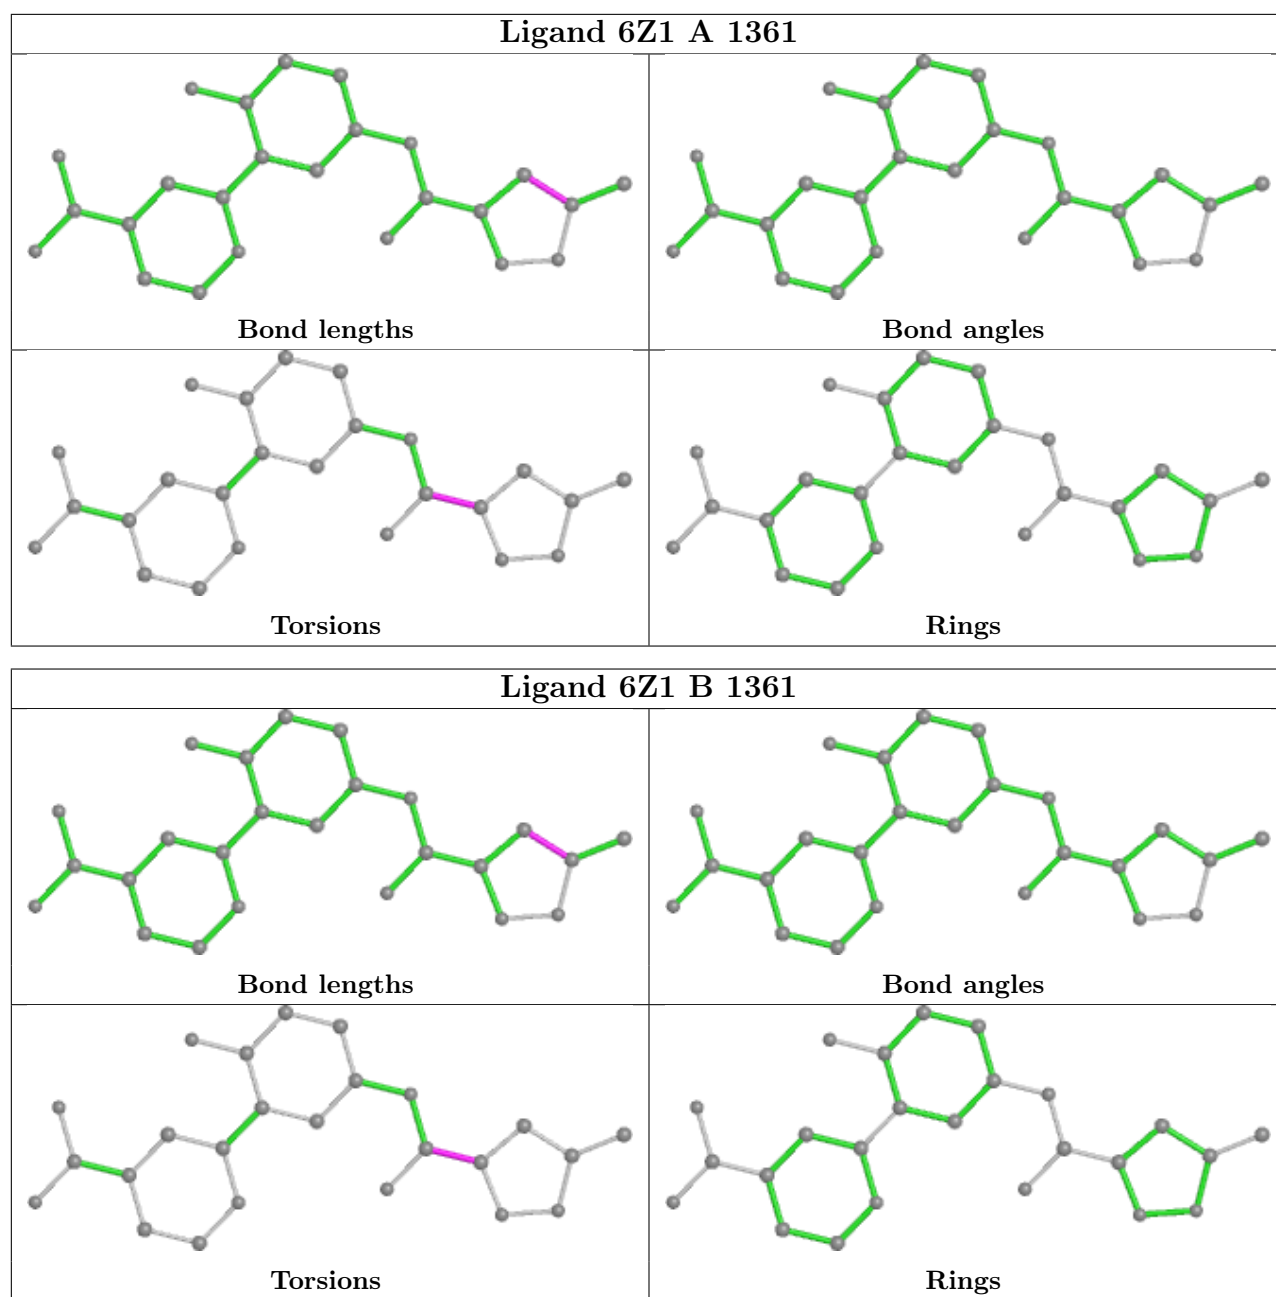 Ligand 6Z1 A 1361
Bond lengths
Bond angles
Torsions
Rings
Ligand 6Z1 B 1361
Bond lengths
Bond angles
Torsions
Rings